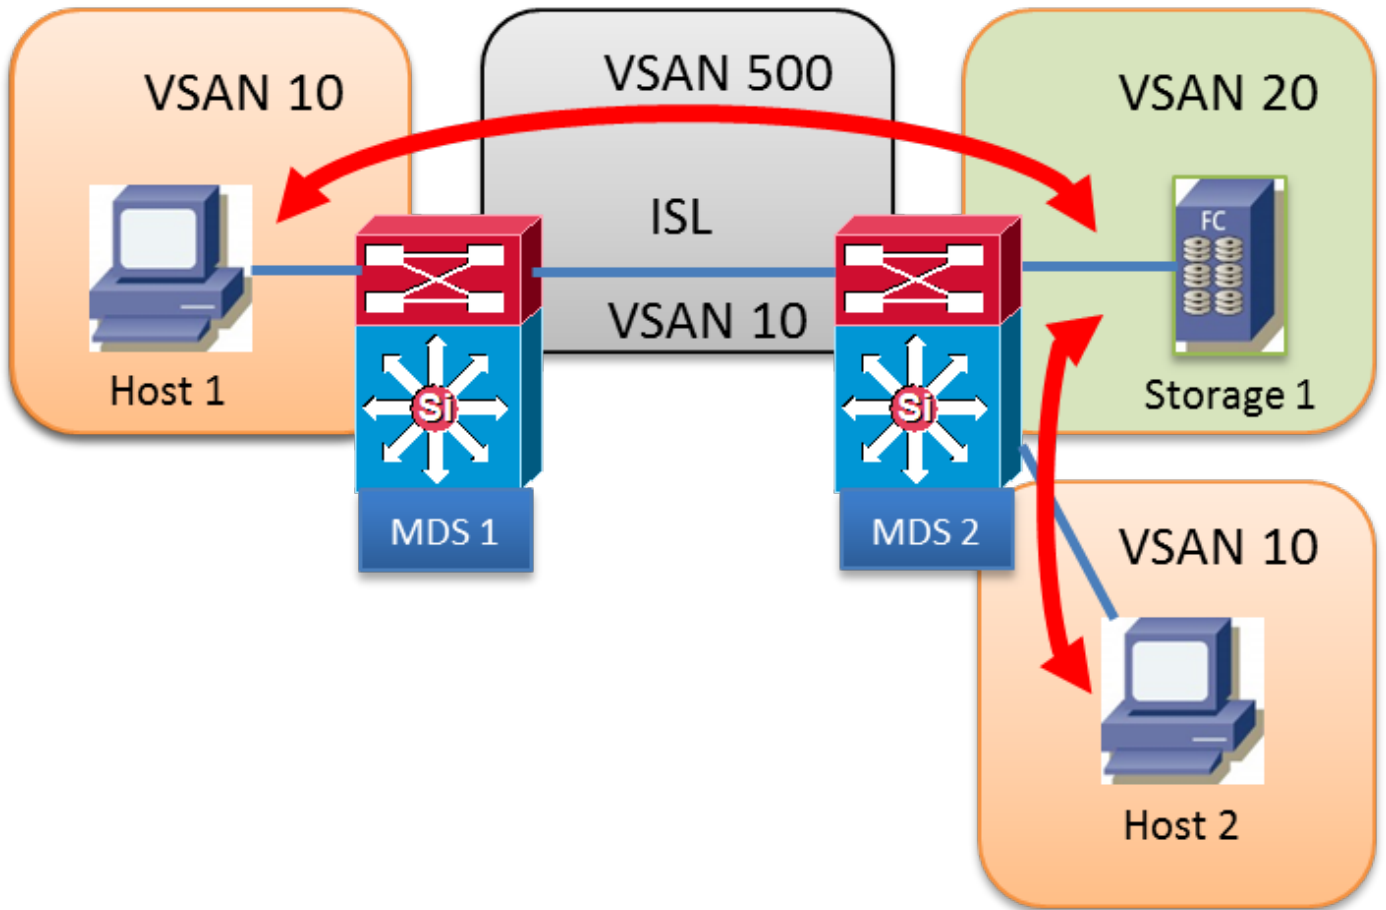 VSAN 10
VSAN 500
VSAN 20
ISL
FC
VSAN 10
Host 1
Storage 1
Si
Si
MDS 1
MDS 2
VSAN 10
Host 2